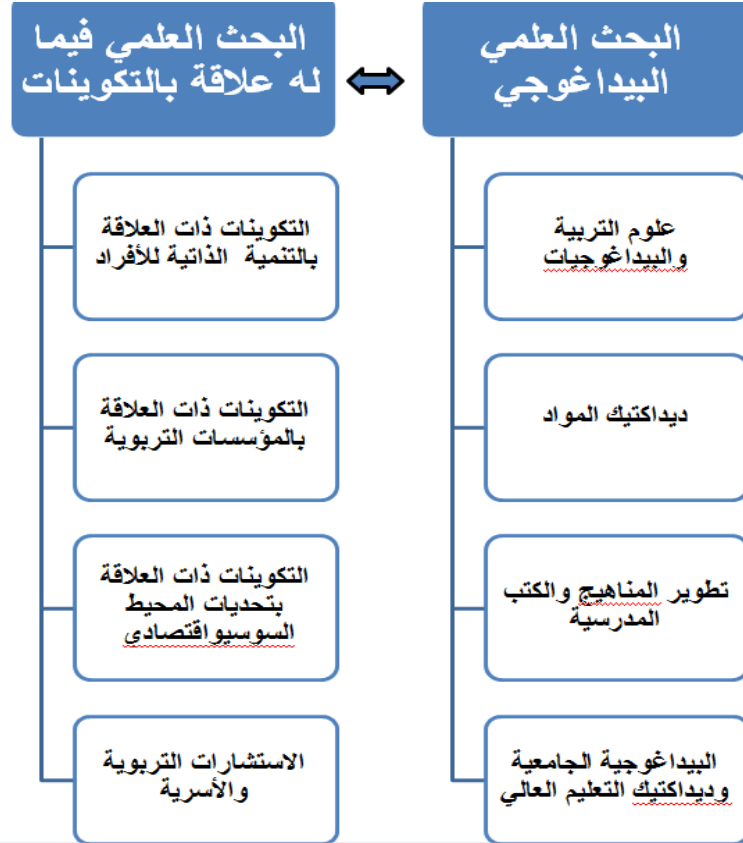 البحث العلمي
البيداغوجي
علوم التربية
والبيداغوجيات
ديداكتيك المواد
تطوير المناهيج والكتب
المدرسية
البيداغوجية الجامعية
وديداكتيك التعليم العالي
البحث العلمي فيما
له علاقة بالتكوينات
التكوينات ذات العلاقة
بالتنمية الذاتية للأفراد
التكوينات ذات العلاقة
بالمؤسسات التربوية
التكوينات ذات العلاقة
بتحديات المحيط
السوسيواقتصادي
الاستشارات التربوية
والأسرية